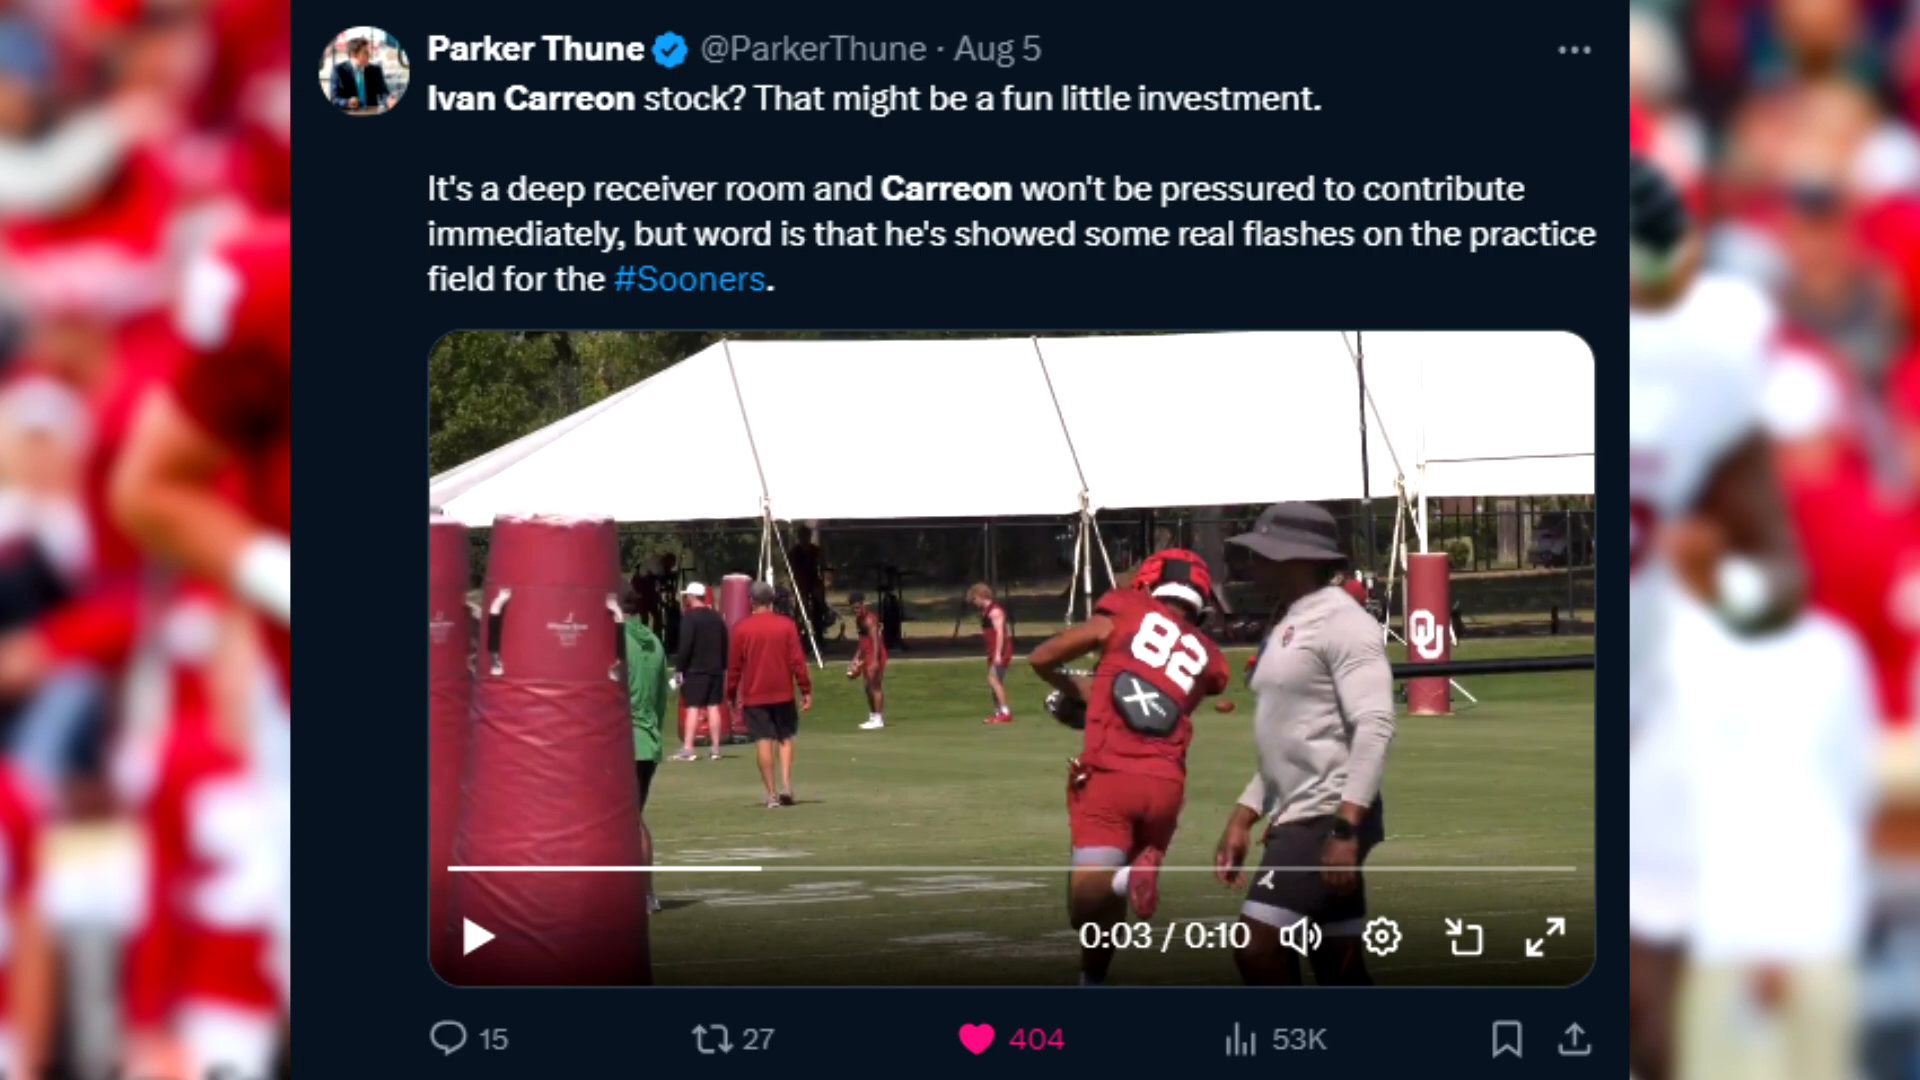 Parker Thune @ParkerThune · Aug 5
Ivan Carreon stock? That might be a fun little investment.
It's a deep receiver room and Carreon won't be pressured to contribute
immediately, but word is that he's showed some real flashes on the practice
field for the #Sooners.
82
X
OU
0:03 / 0:10
15 27 404 53K